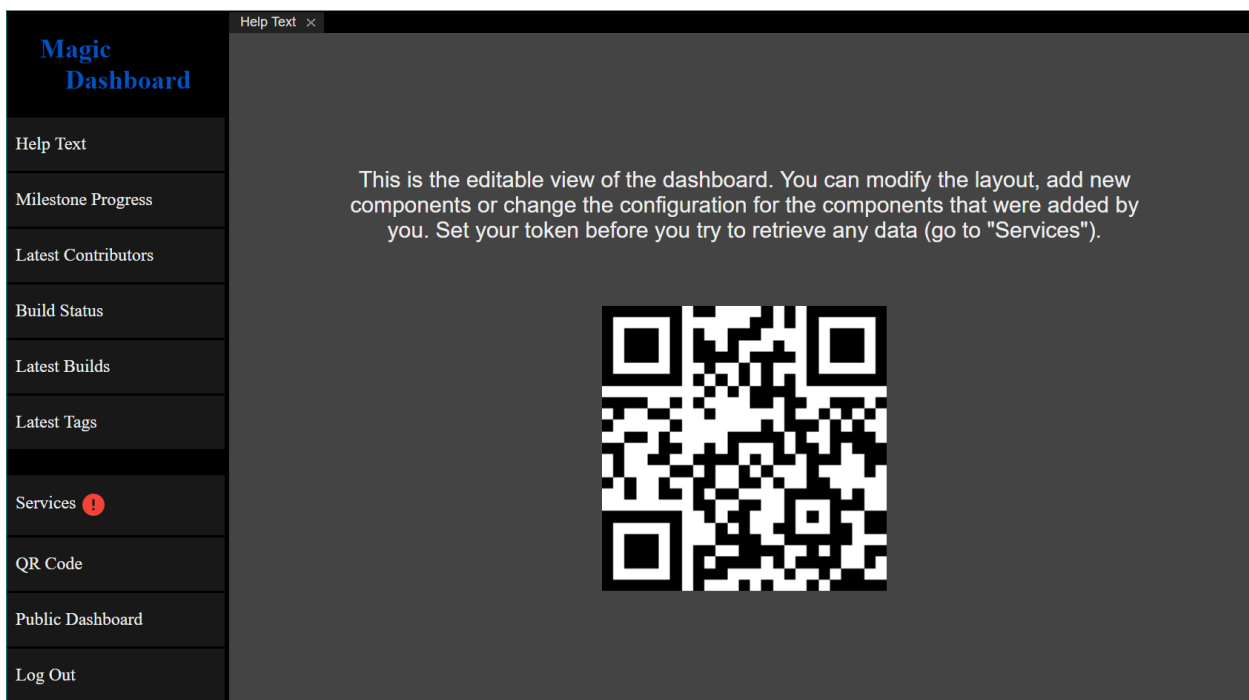 Magic
Dashboard
Help Text
Milestone Progress
Latest Contributors
Build Status
Latest Builds
Latest Tags
Services
QR Code
Public Dashboard
Log Out
Help Text
This is the editable view of the dashboard. You can modify the layout, add new
components or change the configuration for the components that were added by
you. Set your token before you try to retrieve any data (go to "Services").